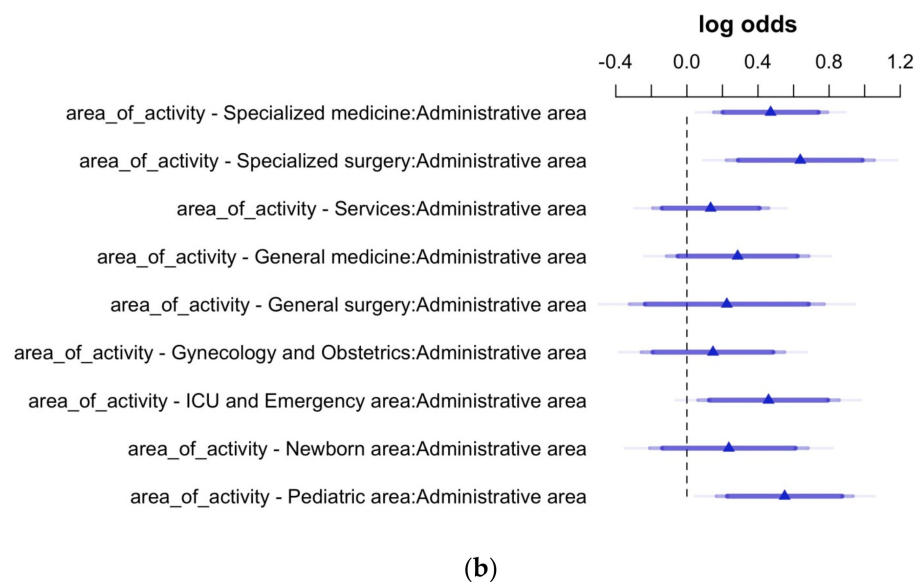 log odds
-0.4 0.0 0.4 0.8 1.2
area_of_activity - Specialized medicine:Administrative area
area_of_activity - Specialized surgery:Administrative area
area_of_activity - Services:Administrative area
area_of_activity - General medicine:Administrative area
area_of_activity - General surgery:Administrative area
area_of_activity - Gynecology and Obstetrics:Administrative area
area_of_activity - ICU and Emergency area:Administrative area
area_of_activity - Newborn area:Administrative area
area_of_activity - Pediatric area:Administrative area
(b)